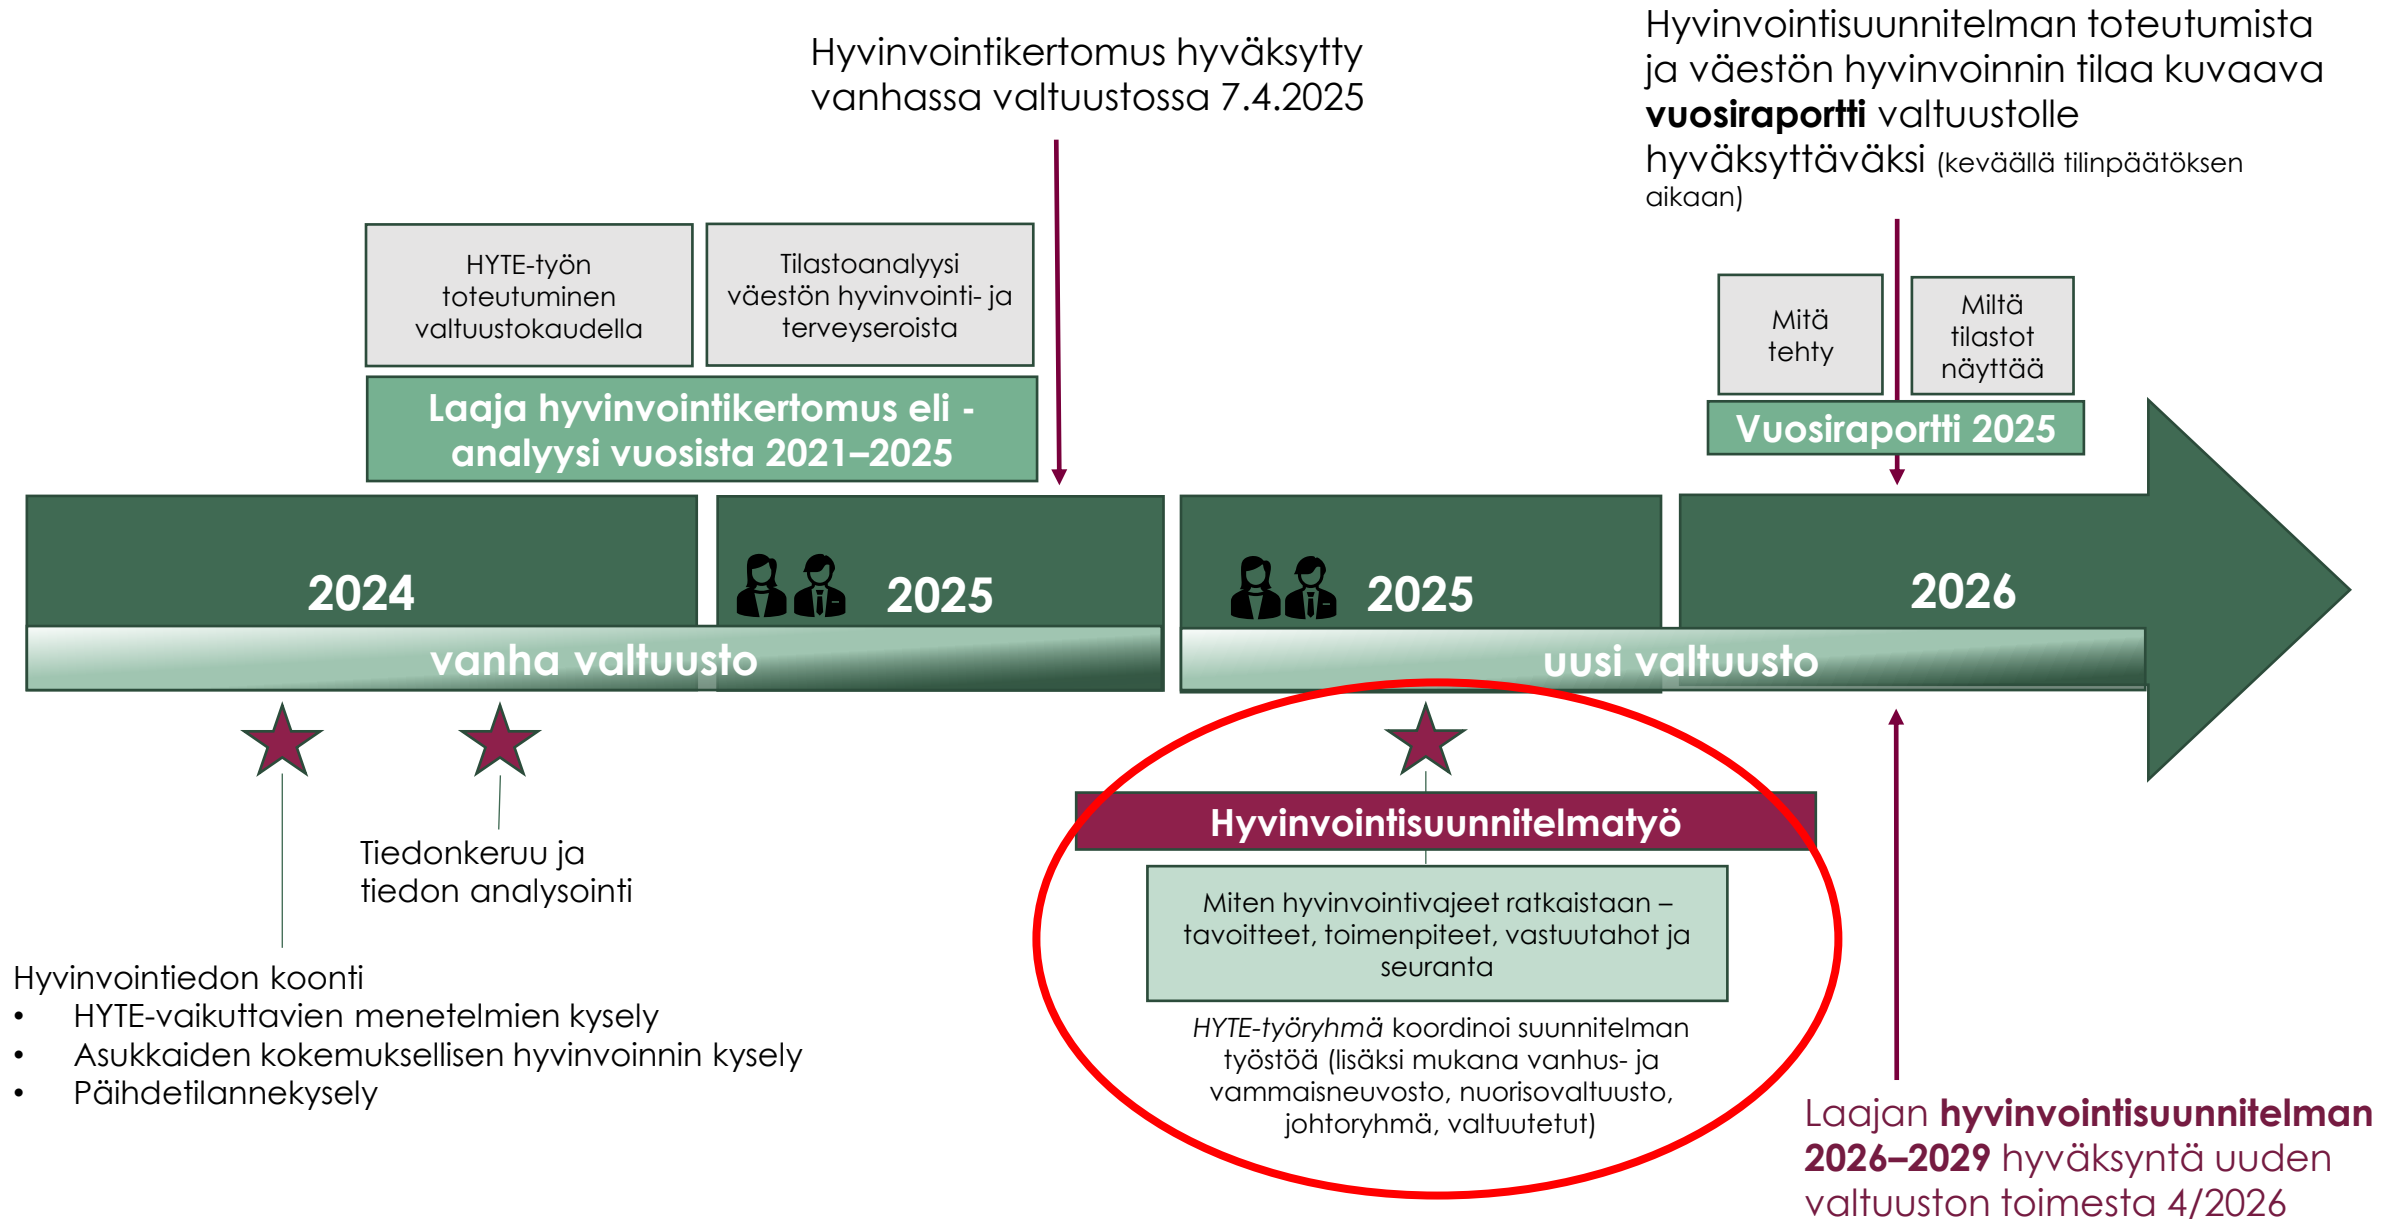 Hyvinvointikertomus hyväksytty
vanhassa valtuustossa 7.4.2025
Hyvinvointisuunnitelman toteutumista
ja väestön hyvinvoinnin tilaa kuvaava
vuosiraportti valtuustolle
hyväksyttäväksi (keväällä tilinpäätöksen
aikaan)
HYTE-työn
toteutuminen
valtuustokaudella
Tilastoanalyysi
väestön hyvinvointi- ja
terveyseroista
Laaja hyvinvointikertomus eli -
analyysi vuosista 2021–2025
Mitä
tehty
Miltä
tilastot
näyttää
Vuosiraportti 2025
2024
2025
2025
2026
vanha valtuusto
uusi valtuusto
Tiedonkeruu ja
tiedon analysointi
Hyvinvointiedon koonti
• HYTE-vaikuttavien menetelmien kysely
• Asukkaiden kokemuksellisen hyvinvoinnin kysely
• Päihdetilannekysely
Hyvinvointisuunnitelmatyö
Miten hyvinvointivajeet ratkaistaan –
tavoitteet, toimenpiteet, vastuutahot ja
seuranta
HYTE-työryhmä koordinoi suunnitelman
työstöä (lisäksi mukana vanhus- ja
vammaisneuvosto, nuorisovaltuusto,
johtoryhmä, valtuutetut)
Laajan hyvinvointisuunnitelman
2026–2029 hyväksyntä uuden
valtuuston toimesta 4/2026